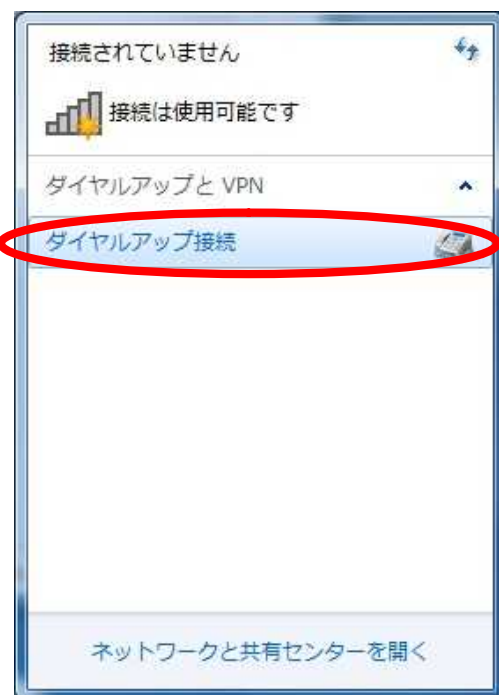 接続されていません
接続は使用可能です
ダイヤルアップと VPN
ダイヤルアップ接続
ネットワークと共有センターを開く